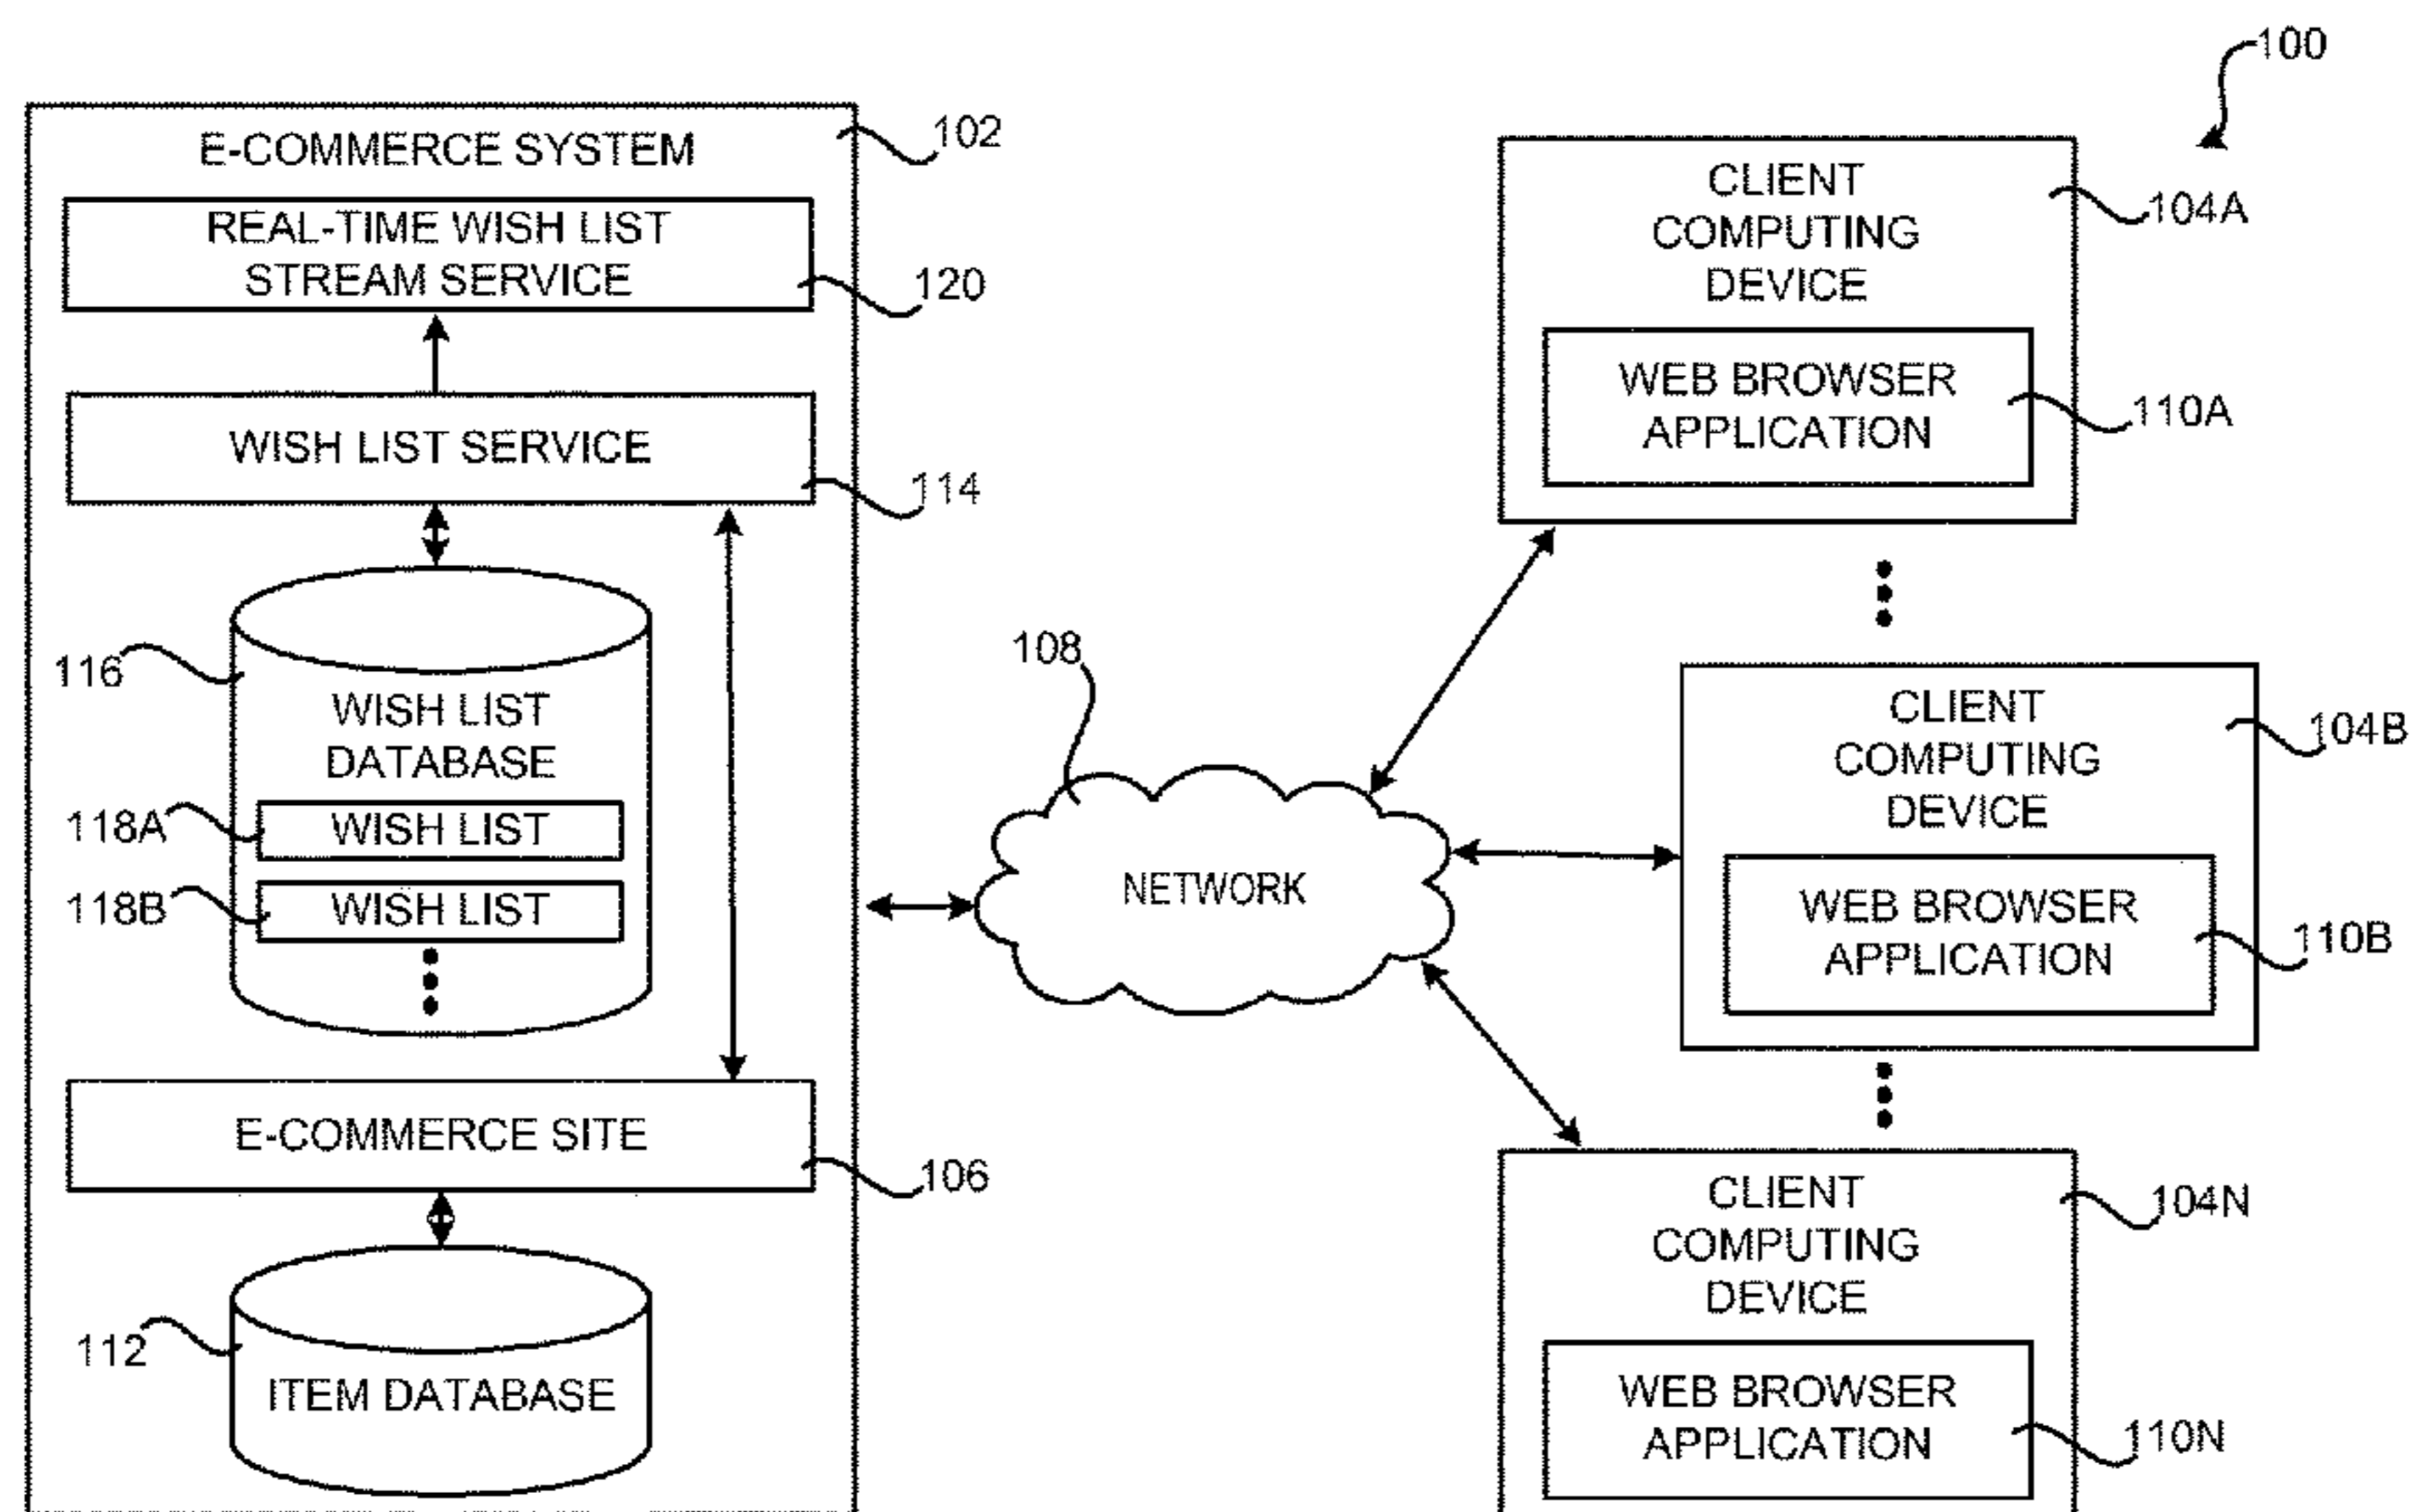 100
E-COMMERCE SYSTEM
102
REAL-TIME WISH LIST
STREAM SERVICE
120
WISH LIST SERVICE
114
116
WISH LIST
DATABASE
118A
WISH LIST
118B
WISH LIST
E-COMMERCE SITE
106
112
ITEM DATABASE
108
NETWORK
CLIENT
COMPUTING
DEVICE
104A
WEB BROWSER
APPLICATION
110A
CLIENT
COMPUTING
DEVICE
104B
WEB BROWSER
APPLICATION
110B
CLIENT
COMPUTING
DEVICE
104N
WEB BROWSER
APPLICATION
110N